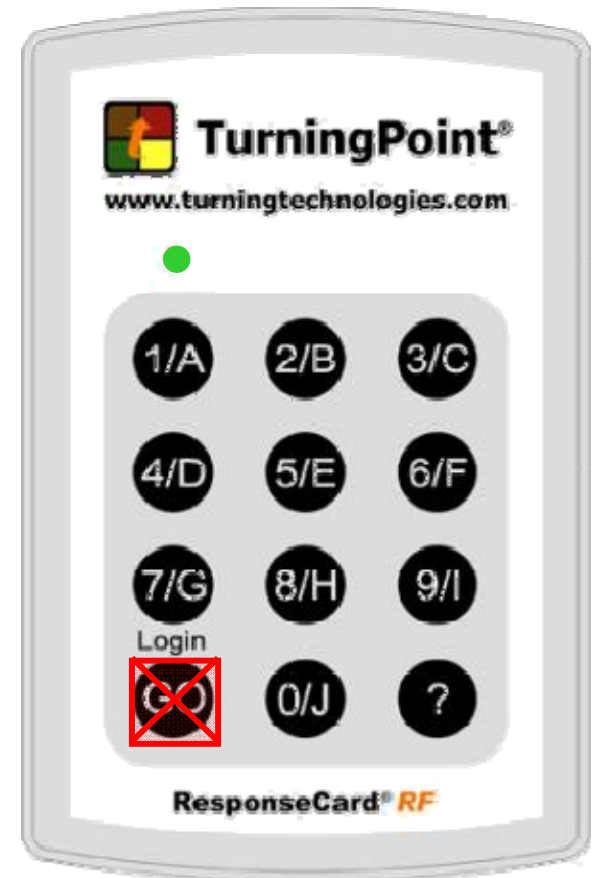 TurningPoint®
www.turningtechnologies.com
1/A 2/B 3/C
4/D 5/E 6/F
7/G 8/H 9/I
Login
GO 0/J ?
ResponseCard® RF